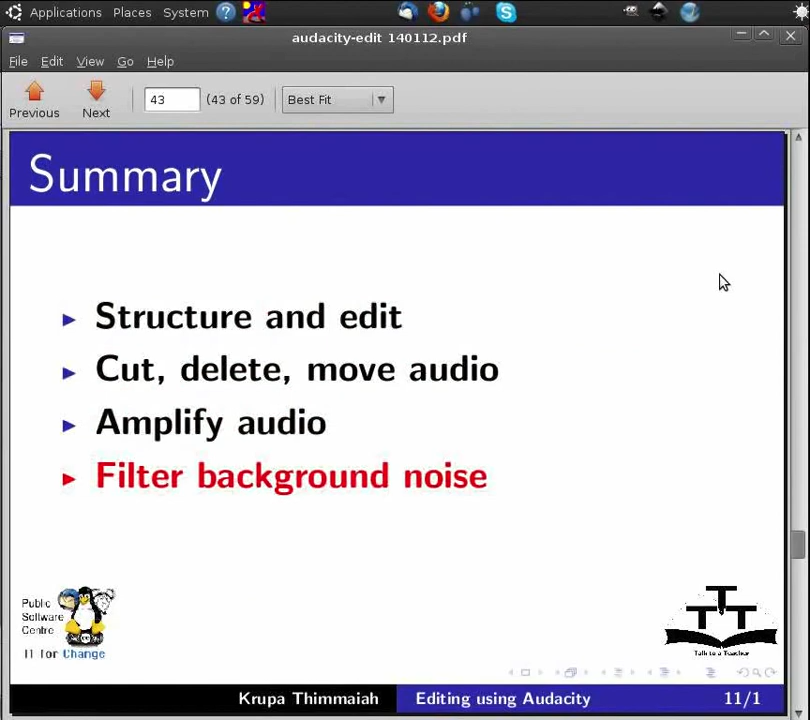 Applications Places System
audacity-edit 140112.pdf
File Edit View Go Help
43 (43 of 59) Best Fit
Previous Next
Summary
Structure and edit
Cut, delete, move audio
Amplify audio
Filter background noise
Public
Software
Centre
IT for Change
T T T
Talk to a Teacher
Krupa Thimmaiah Editing using Audacity 11/1